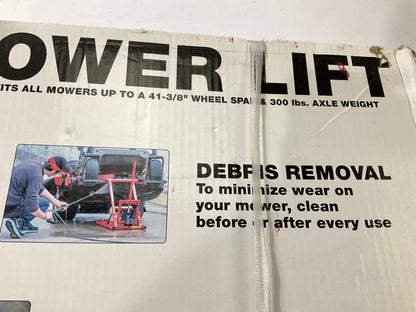 OWER LIFT
ITS ALL MOWERS UP TO A 41-3/8" WHEEL SPAN & 300 lbs. AXLE WEIGHT
DEBRIS REMOVAL
To minimize wear on
your mower, clean
before or after every use